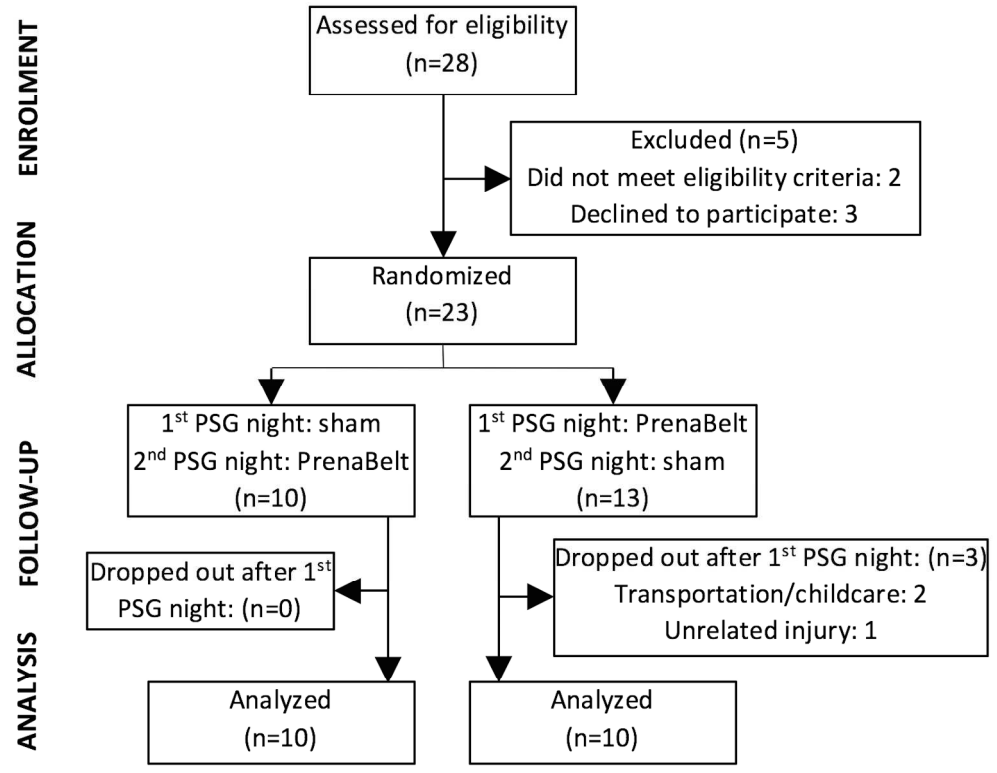 ENROLMENT
Assessed for eligibility
(n=28)
Excluded (n=5)
Did not meet eligibility criteria: 2
Declined to participate: 3
ALLOCATION
Randomized
(n=23)
FOLLOW-UP
1st PSG night: sham
2nd PSG night: PrenaBelt
(n=10)
1st PSG night: PrenaBelt
2nd PSG night: sham
(n=13)
Dropped out after 1st
PSG night: (n=0)
Dropped out after 1st PSG night: (n=3)
Transportation/childcare: 2
Unrelated injury: 1
ANALYSIS
Analyzed
(n=10)
Analyzed
(n=10)